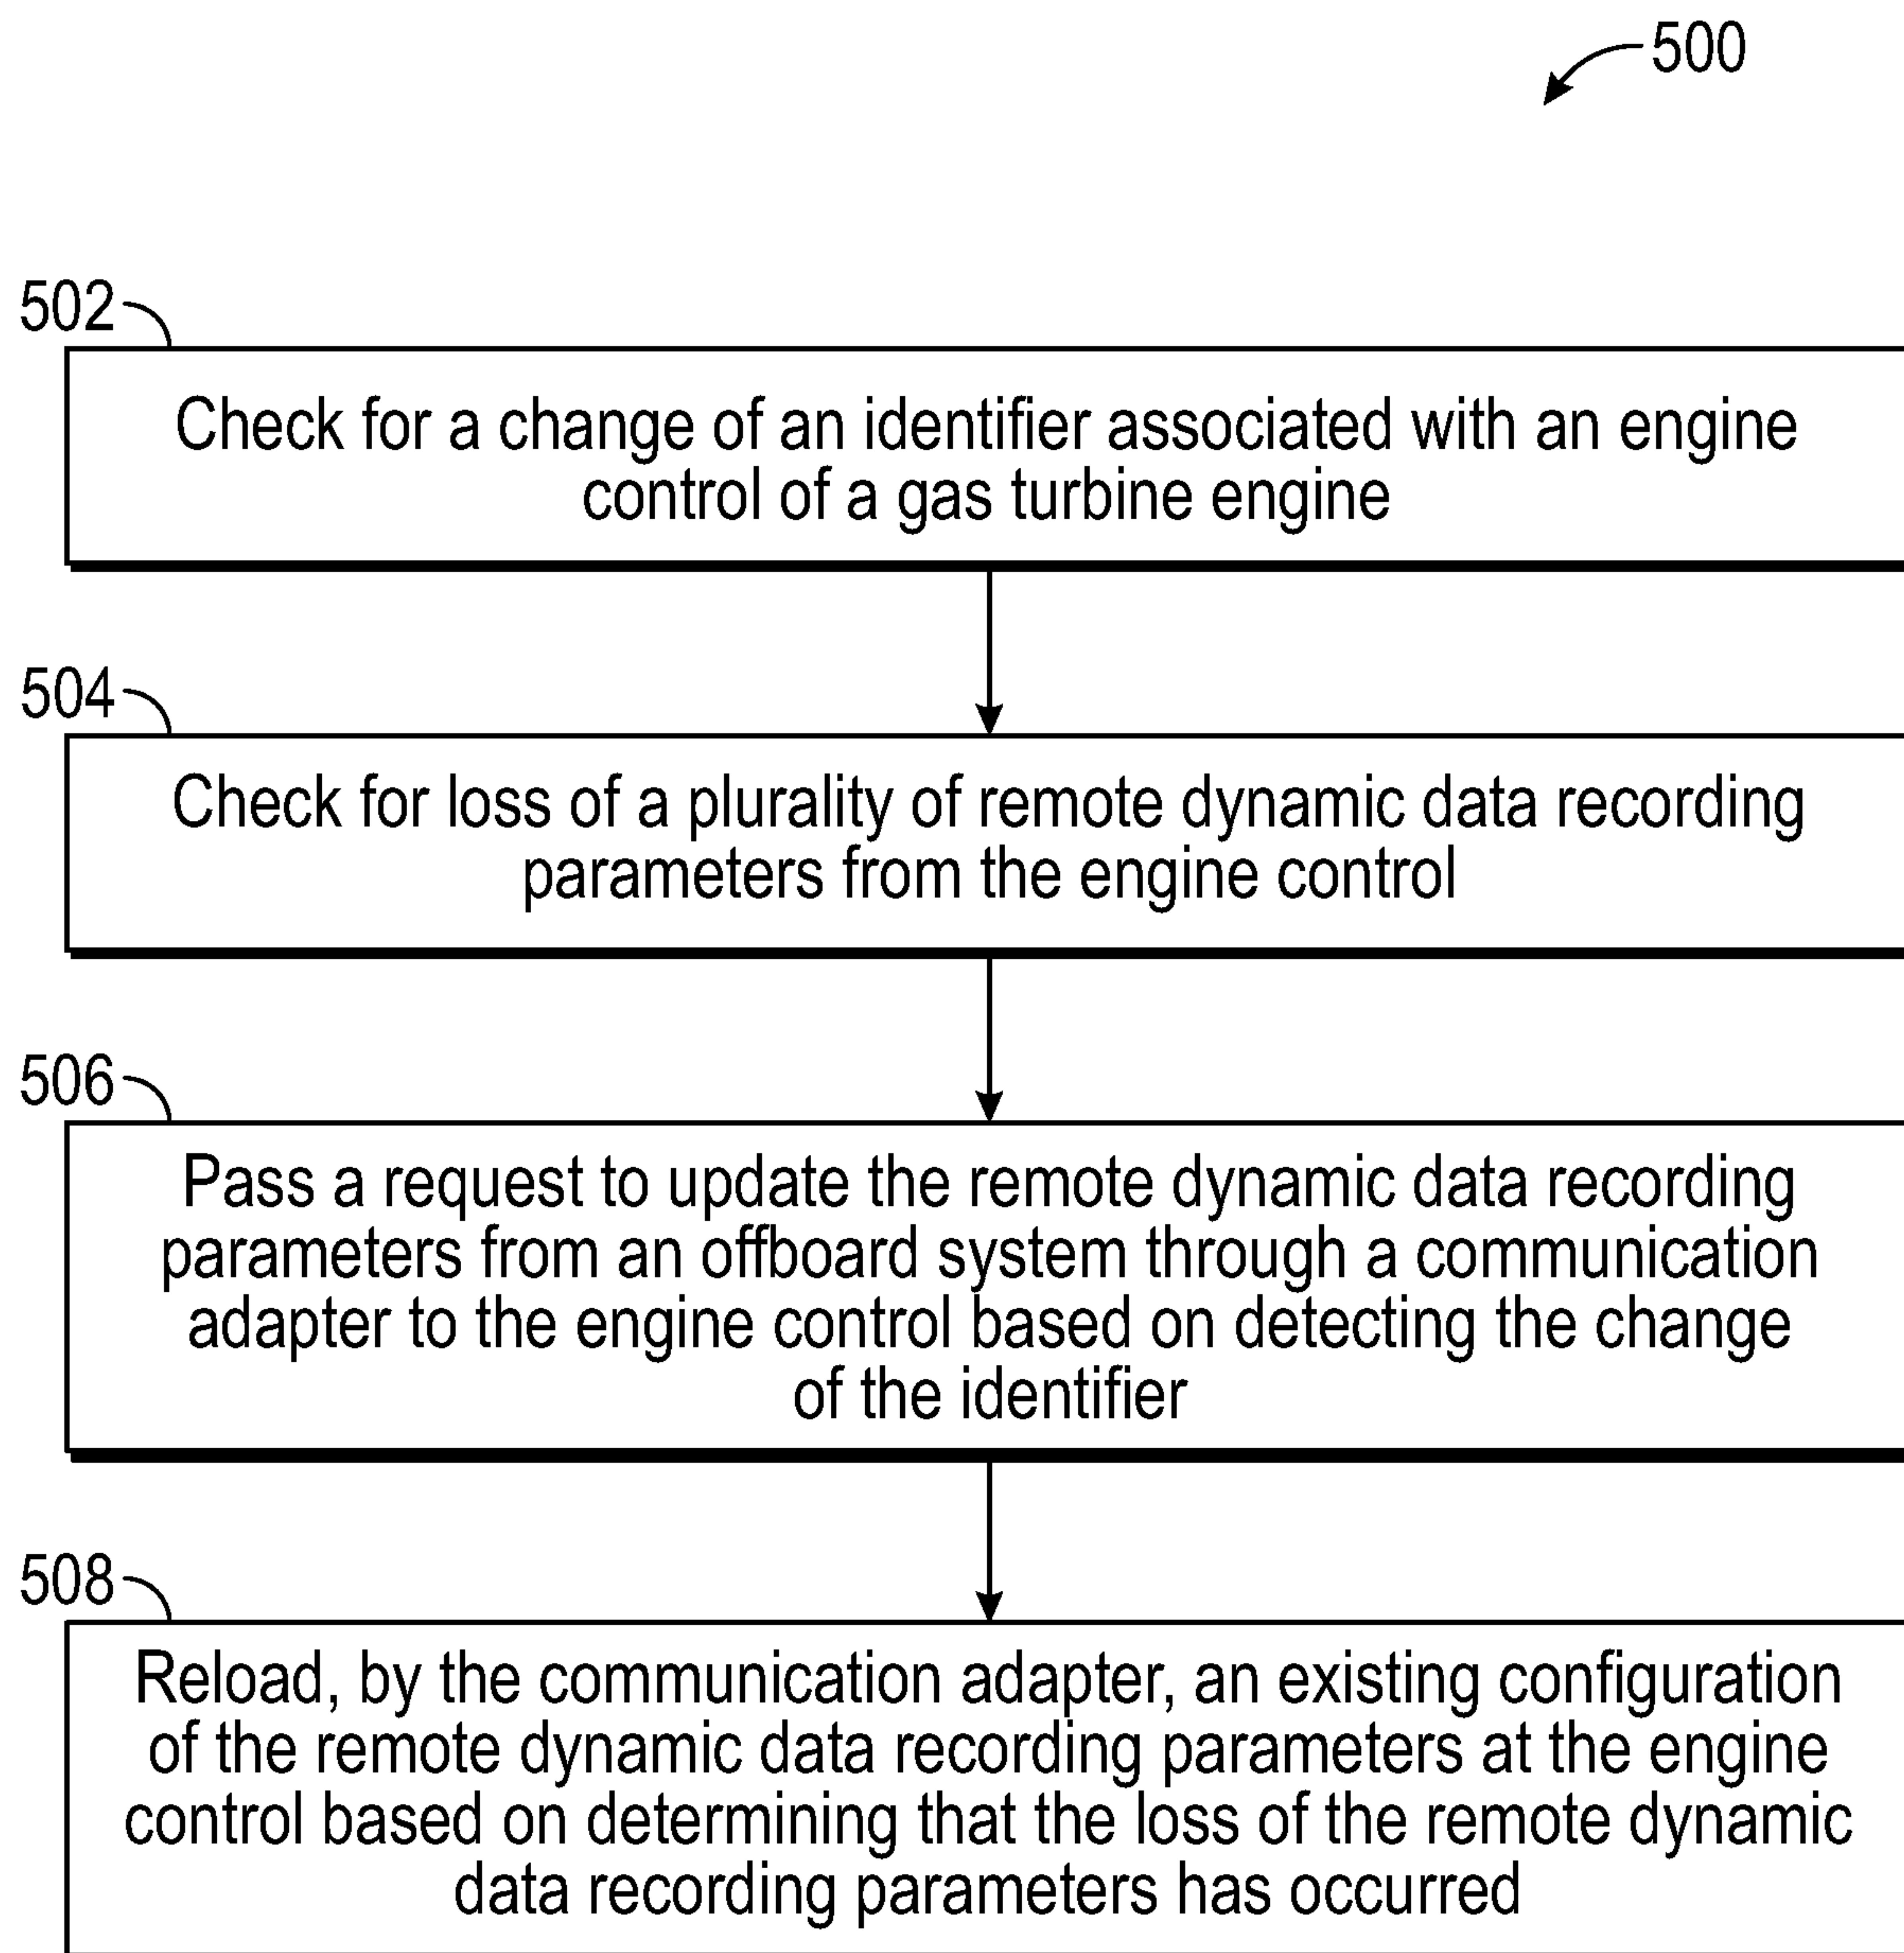 500
502
Check for a change of an identifier associated with an engine
control of a gas turbine engine
504
Check for loss of a plurality of remote dynamic data recording
parameters from the engine control
506
Pass a request to update the remote dynamic data recording
parameters from an offboard system through a communication
adapter to the engine control based on detecting the change
of the identifier
508
Reload, by the communication adapter, an existing configuration
of the remote dynamic data recording parameters at the engine
control based on determining that the loss of the remote dynamic
data recording parameters has occurred